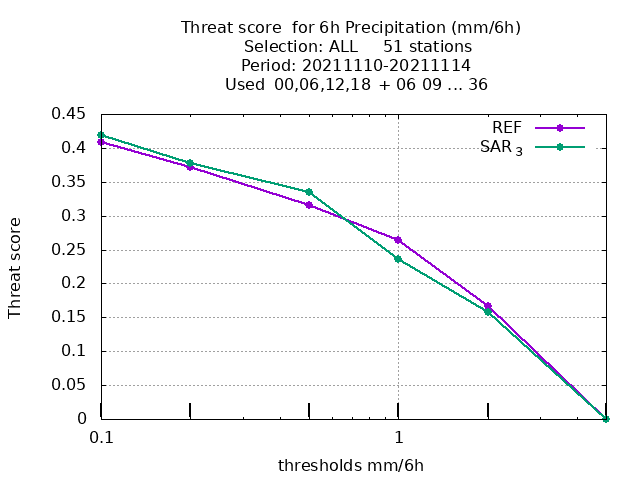 Threat score  for 6h Precipitation (mm/6h)
Selection: ALL     51 stations
Period: 20211110-20211114
Used  00,06,12,18  + 06 09 ... 36
0.45
0.4
0.35
0.3
0.25
0.2
0.15
0.1
0.05
0
Threat score
REF
SAR 3
0.1
1
thresholds mm/6h